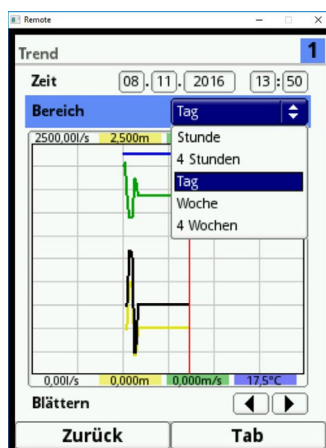 Remote
Trend 1
Zeit 08.11.2016 13:50
Bereich Tag
2500,00l/s 2,500m
Stunde
4 Stunden
Tag
Woche
4 Wochen
0,00l/s 0,000m 0,000m/s 17,5°C
Blättern
Zurück Tab